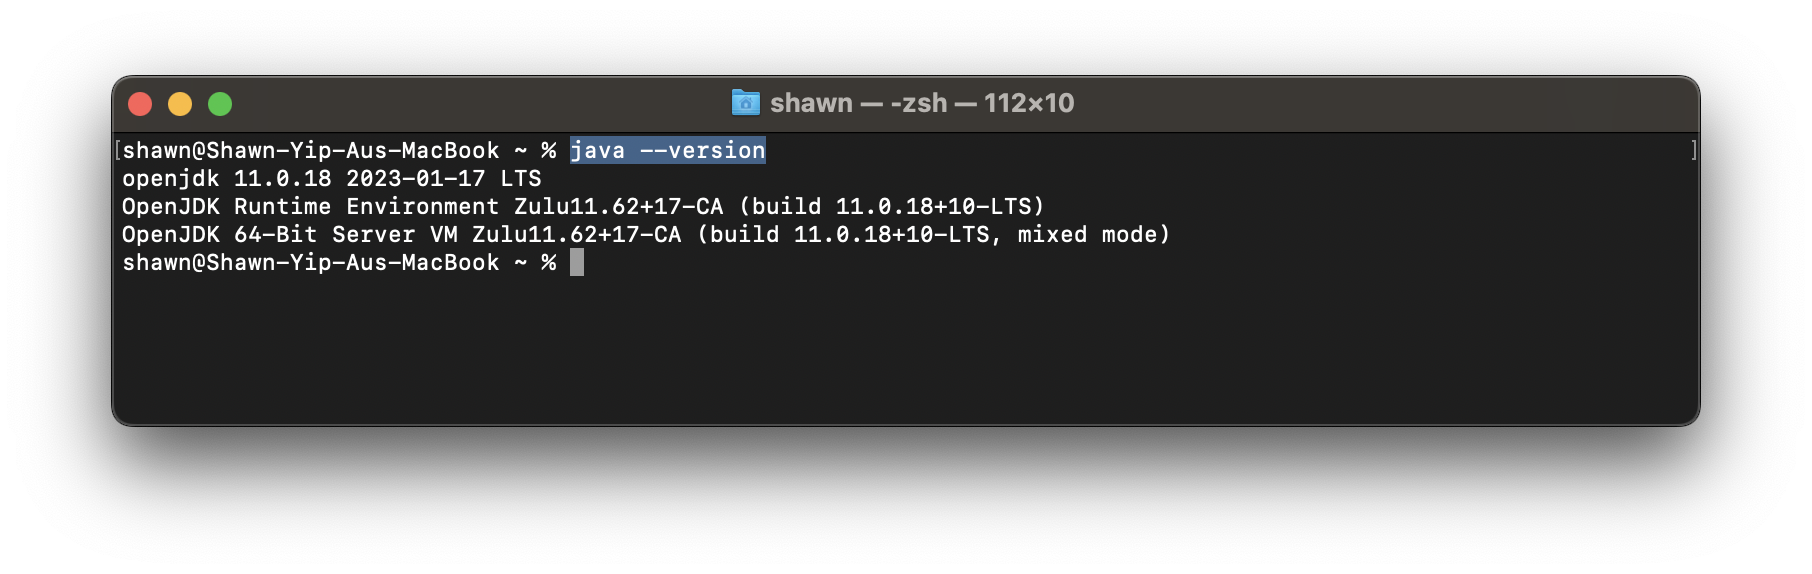 shawn — -zsh — 112×10
[shawn@Shawn-Yip-Aus-MacBook ~ % java --version ]
openjdk 11.0.18 2023-01-17 LTS
OpenJDK Runtime Environment Zulu11.62+17-CA (build 11.0.18+10-LTS)
OpenJDK 64-Bit Server VM Zulu11.62+17-CA (build 11.0.18+10-LTS, mixed mode)
shawn@Shawn-Yip-Aus-MacBook ~ %